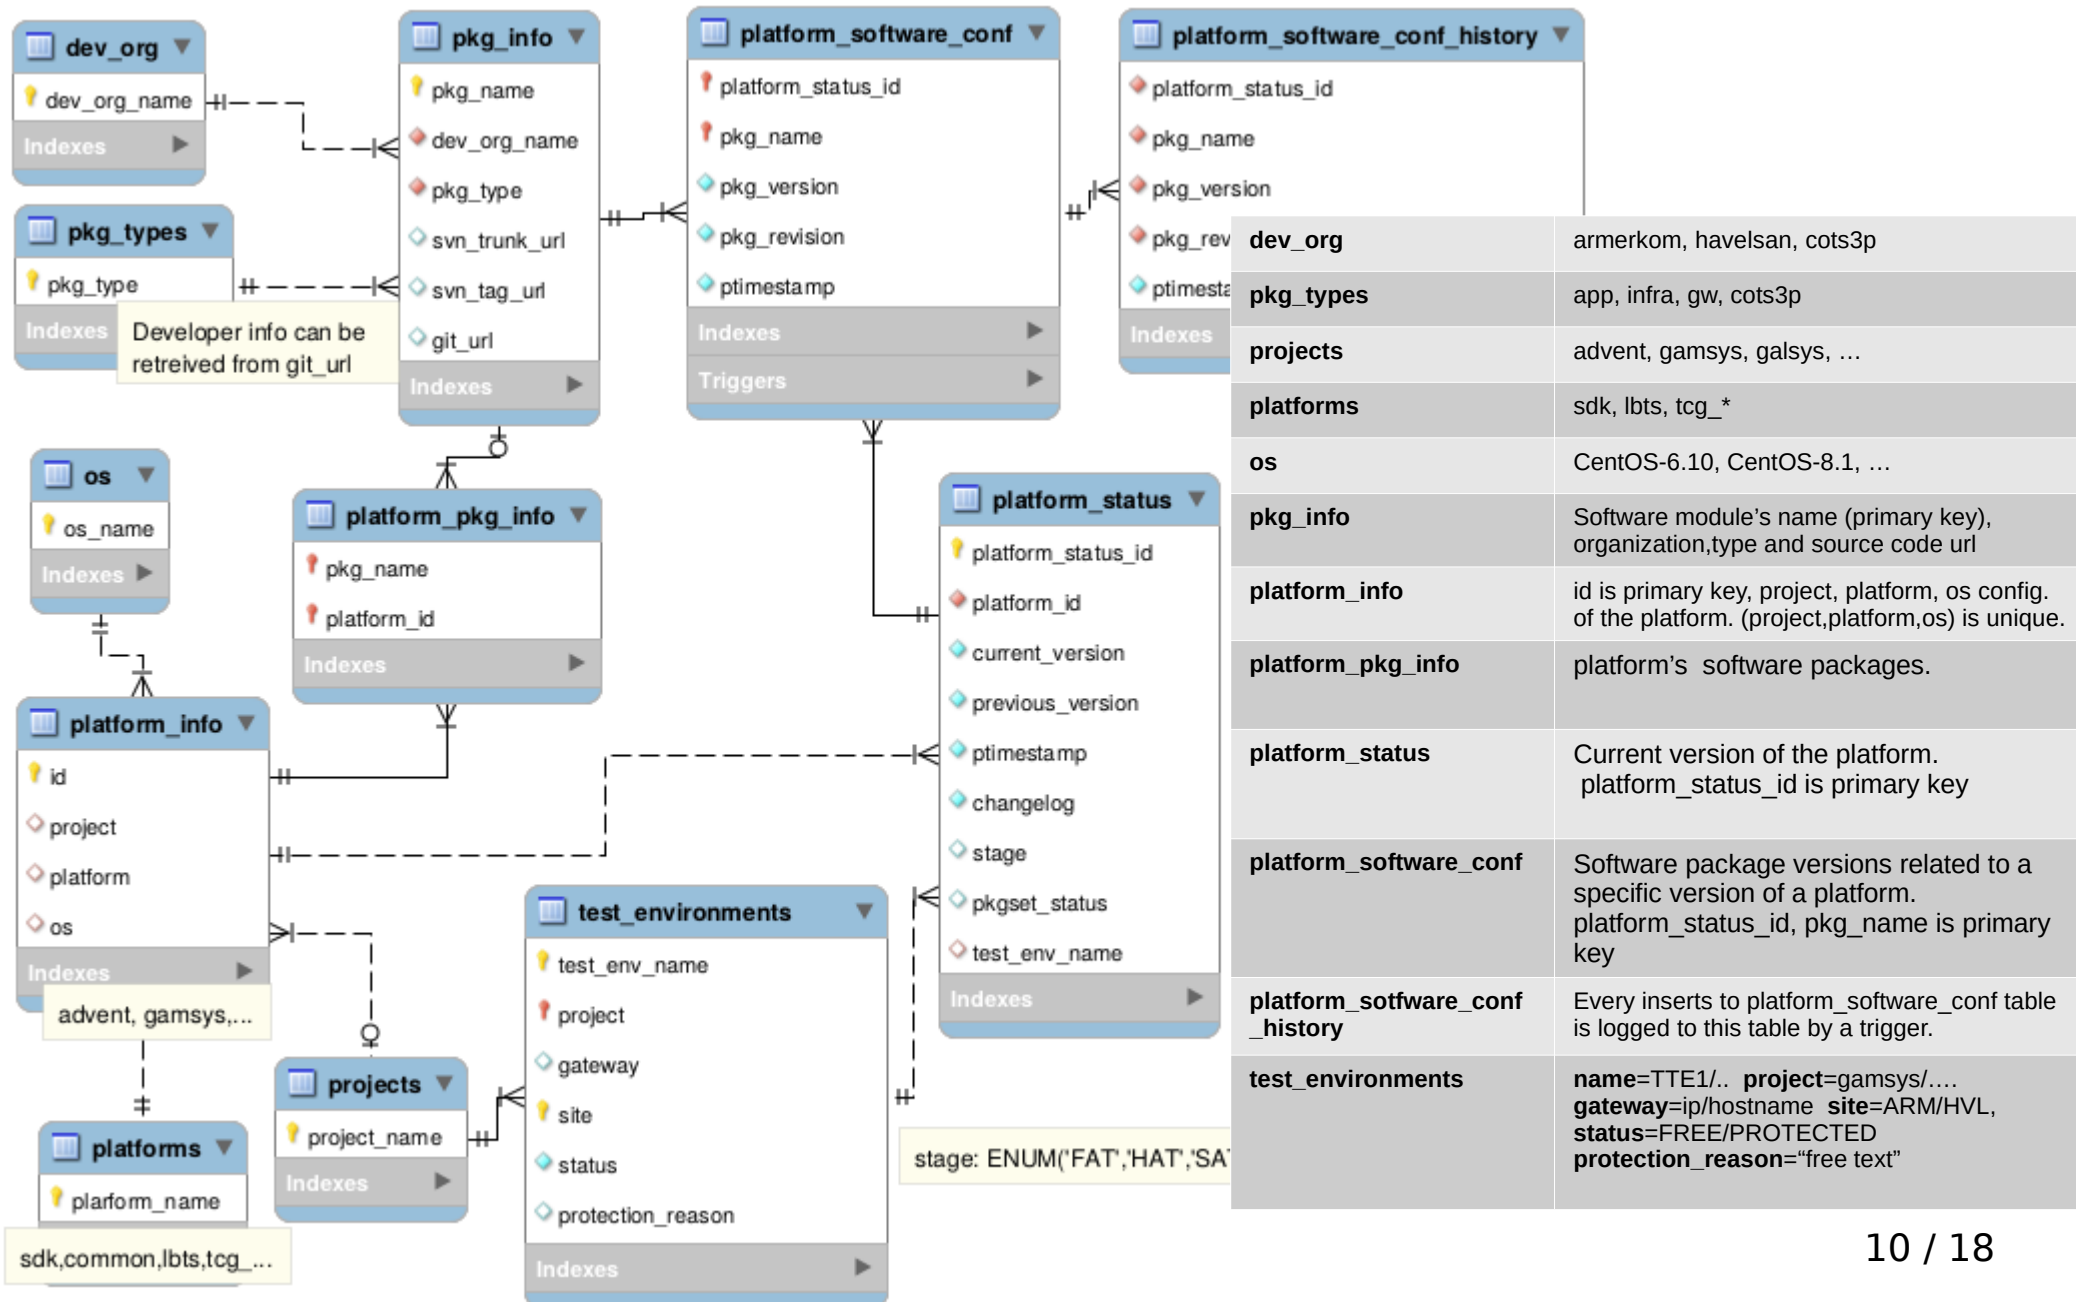 dev_org
dev_org_name
Indexes
pkg_types
pkg_type
Indexes
Developer info can be
retreived from git_url
pkg_info
pkg_name
dev_org_name
pkg_type
svn_trunk_url
svn_tag_url
git_url
Indexes
platform_software_conf
platform_status_id
pkg_name
pkg_version
pkg_revision
ptimestamp
Indexes
Triggers
platform_software_conf_history
platform_status_id
pkg_name
pkg_version
pkg_rev
ptimesta
Indexes
os
os_name
Indexes
platform_pkg_info
pkg_name
platform_id
Indexes
platform_status
platform_status_id
platform_id
current_version
previous_version
ptimestamp
changelog
stage
pkgset_status
test_env_name
Indexes
platform_info
id
project
platform
os
Indexes
advent, gamsys,...
platforms
plarform_name
sdk,common,lbts,tcg_...
projects
project_name
Indexes
test_environments
test_env_name
project
gateway
site
status
protection_reason
Indexes
stage: ENUM('FAT','HAT','SA
dev_org armerkom, havelsan, cots3p
pkg_types app, infra, gw, cots3p
projects advent, gamsys, galsys, …
platforms sdk, lbts, tcg_*
os CentOS-6.10, CentOS-8.1, …
pkg_info Software module’s name (primary key),
organization,type and source code url
platform_info id is primary key, project, platform, os config.
of the platform. (project,platform,os) is unique.
platform_pkg_info platform’s software packages.
platform_status Current version of the platform.
platform_status_id is primary key
platform_software_conf Software package versions related to a
specific version of a platform.
platform_status_id, pkg_name is primary
key
platform_sotfware_conf Every inserts to platform_software_conf table
_history is logged to this table by a trigger.
test_environments name=TTE1/.. project=gamsys/….
gateway=ip/hostname site=ARM/HVL,
status=FREE/PROTECTED
protection_reason=“free text”
10 / 18